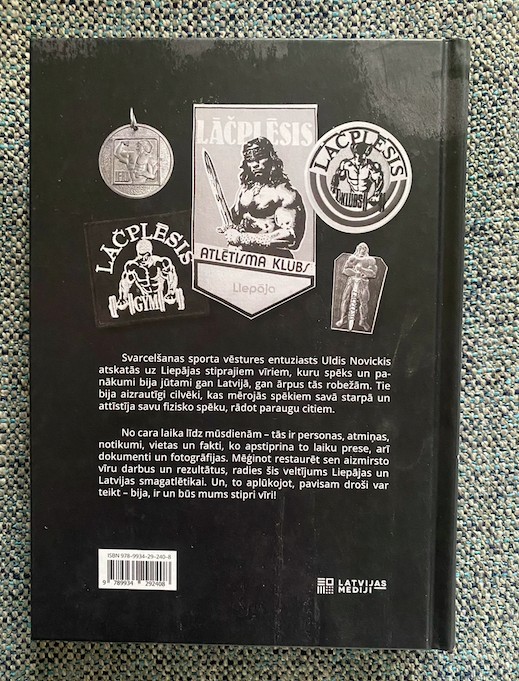 LĀČPLĒSIS
ATLĒTISMA KLUBS
Liepāja
LĀČPLĒSIS
KLUBS
LĀČPLĒSIS
GYM
Svarcelšanas sporta vēstures entuziasts Uldis Novickis
atskatās uz Liepājas stiprajiem vīriem, kuru spēks un pa-
nākumi bija jūtami gan Latvijā, gan ārpus tās robežām. Tie
bija aizrautīgi cilvēki, kas mērojās spēkiem savā starpā un
attīstīja savu fizisko spēku, rādot paraugu citiem.
No cara laika līdz mūsdienām – tās ir personas, atmiņas,
notikumi, vietas un fakti, ko apstiprina to laiku prese, arī
dokumenti un fotogrāfijas. Mēģinot restaurēt sen aizmirsto
vīru darbus un rezultātus, radies šis veltījums Liepājas un
Latvijas smagatlētikai. Un, to aplūkojot, pavisam droši var
teikt – bija, ir un būs mums stipri vīri!
ISBN 978-9934-29-240-8
9 789934 292408
LATVIJAS
MEDIJI